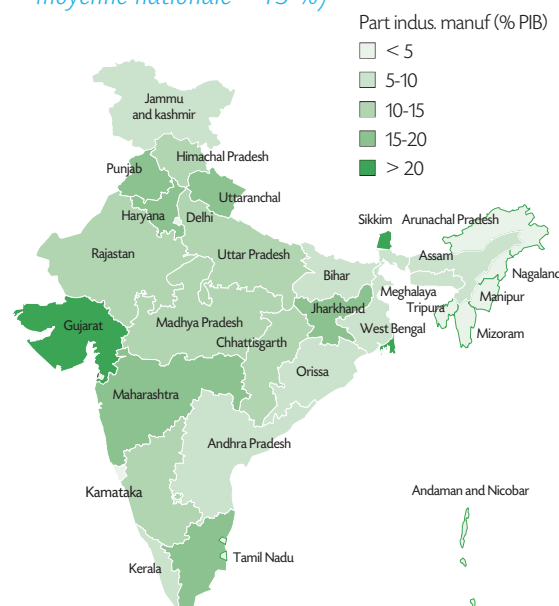 moyenne nationale = 15 %)
Part indus. manuf (% PIB)
< 5
5-10
10-15
15-20
> 20
Jammu
and kashmir
Himachal Pradesh
Punjab
Uttaranchal
Haryana
Delhi
Sikkim
Arunachal Pradesh
Rajastan
Uttar Pradesh
Assam
Bihar
Nagaland
Meghalaya
Manipur
Tripura
Gujarat
Madhya Pradesh
Jharkhand
West Bengal
Mizoram
Chhattisgarth
Orissa
Maharashtra
Andhra Pradesh
Karnataka
Andaman and Nicobar
Kerala
Tamil Nadu